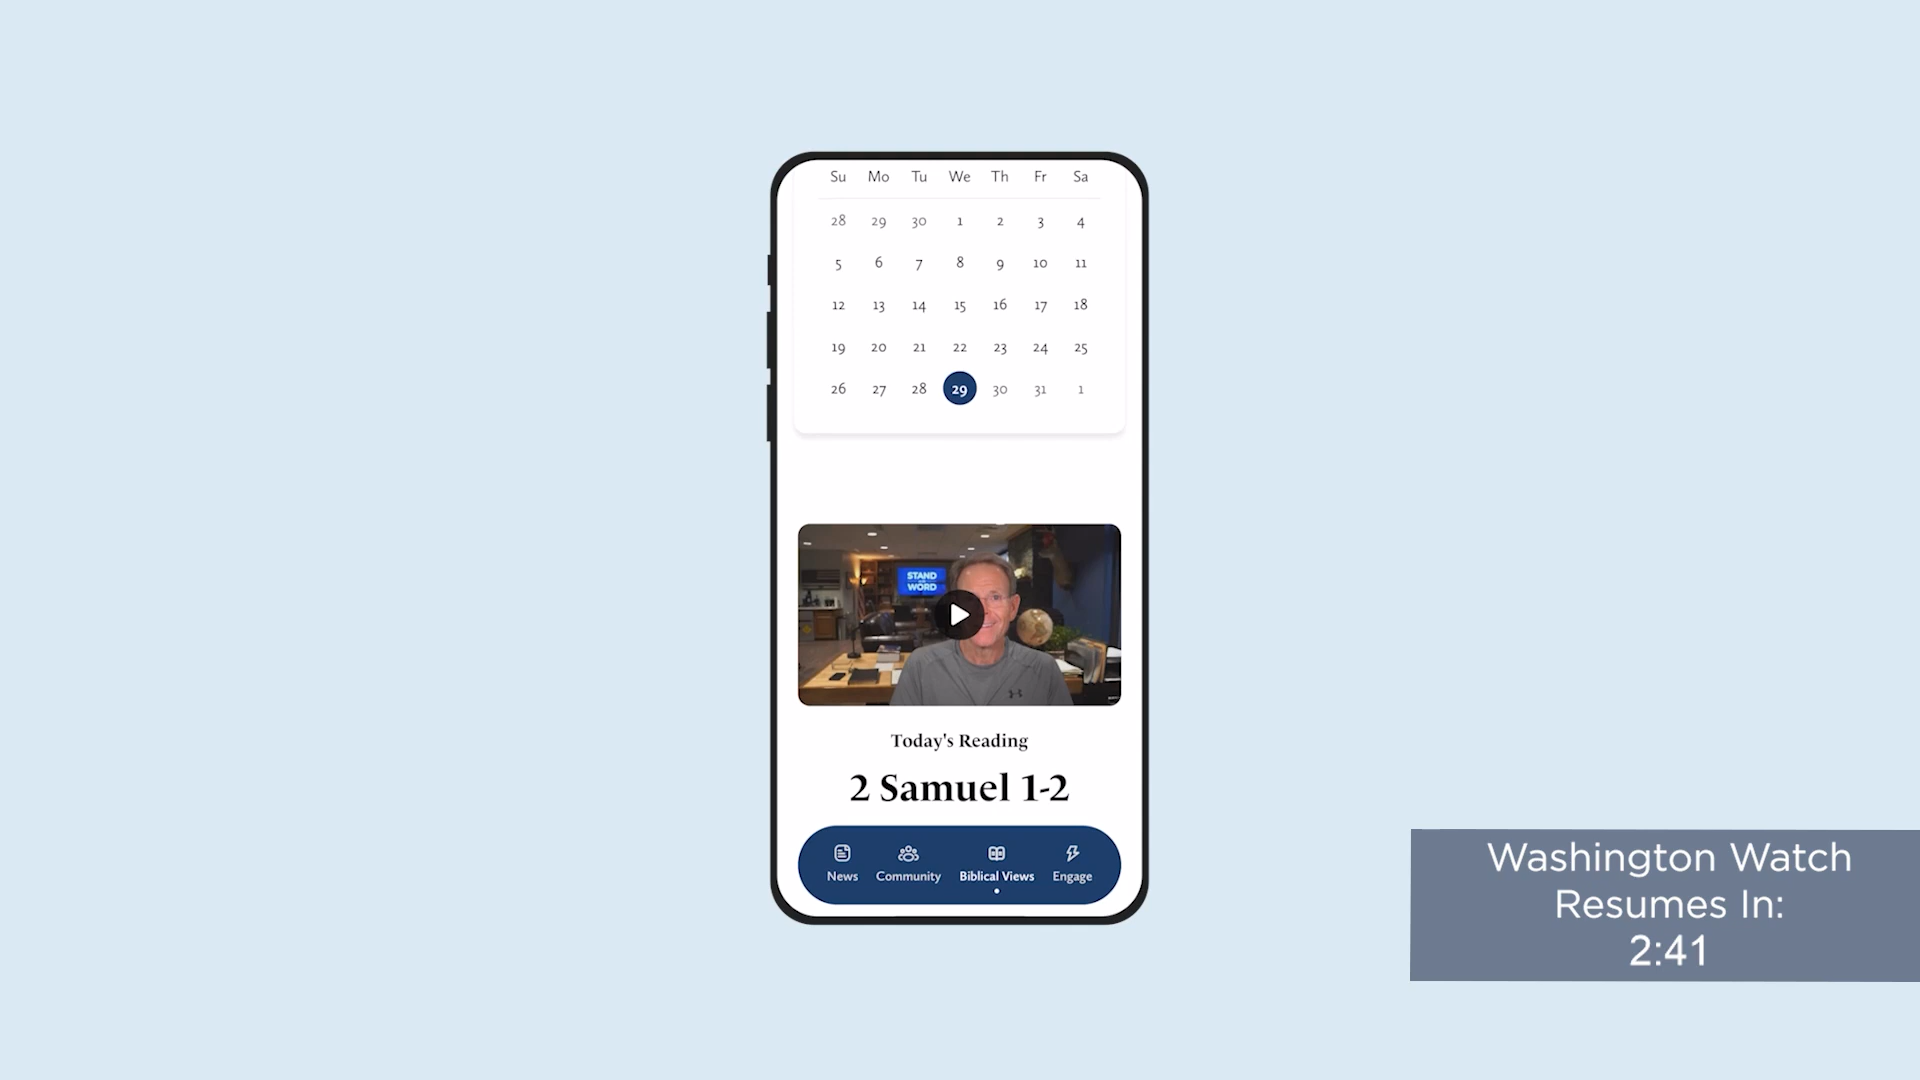 Su Mo Tu We Th Fr Sa
28 29 30 1 2 3 4
5 6 7 8 9 10 11
12 13 14 15 16 17 18
19 20 21 22 23 24 25
26 27 28 29 30 31 1
STAND
WORD
Today's Reading
2 Samuel 1-2
News Community Biblical Views Engage
Washington Watch
Resumes In:
2:41